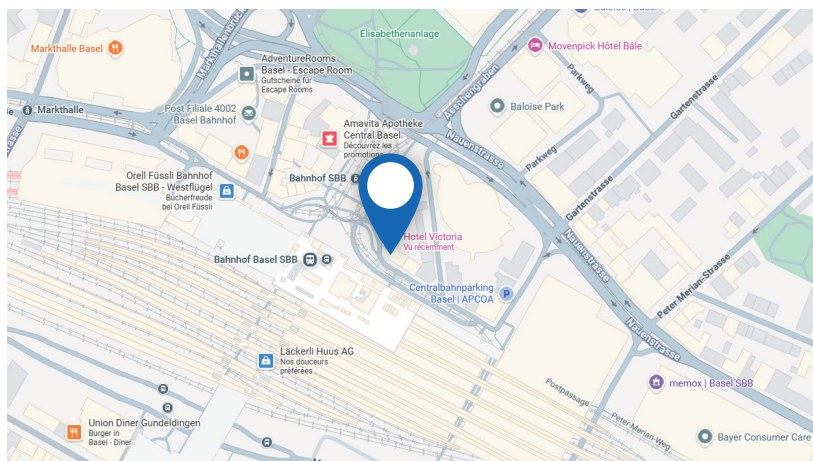 Elisabethenanlage
Baloise | Basel
Markthalle Basel
Markthallenbrücke
Movenpick Hôtel Bâle
AdventureRooms
Basel - Escape Room
Gutscheine für
Escape Rooms
Aeschengraben
Parkweg
Gartenstrasse
Markthalle
Post Filiale 4002
Basel Bahnhof
Baloise Park
Amavita Apotheke
Central Basel
Découvrez les
promotions
Nauenstrasse
Parkweg
Orell Füssli Bahnhof
Basel SBB - Westflügel
Bücherfreude
bei Orell Füssli
Bahnhof SBB
Gartenstrasse
Hotel Victoria
Vu récemment
Nauenstrasse
Bahnhof Basel SBB
Peter-Merian-Strasse
Centralbahnparking
Basel | APCOA
P
Nauenstrasse
Läckerli Huus AG
Nos douceurs
préférées
Postpassage
memox | Basel SBB
Union Diner Gundeldingen
Burger in
Basel - Diner
Peter-Merian-Weg
Bayer Consumer Care